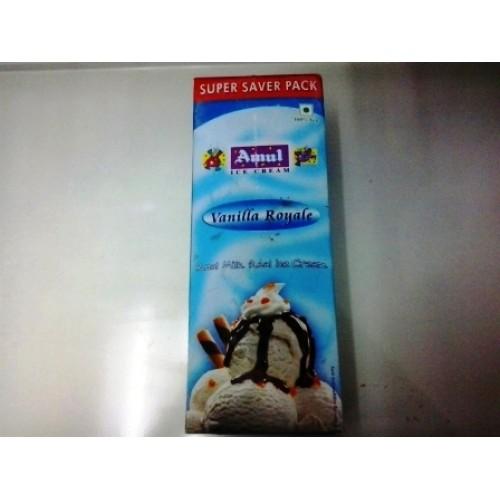 SUPER SAVER PACK
Amul
ICE CREAM
Vanilla Royale
Real Milk. Real Ice Cream.